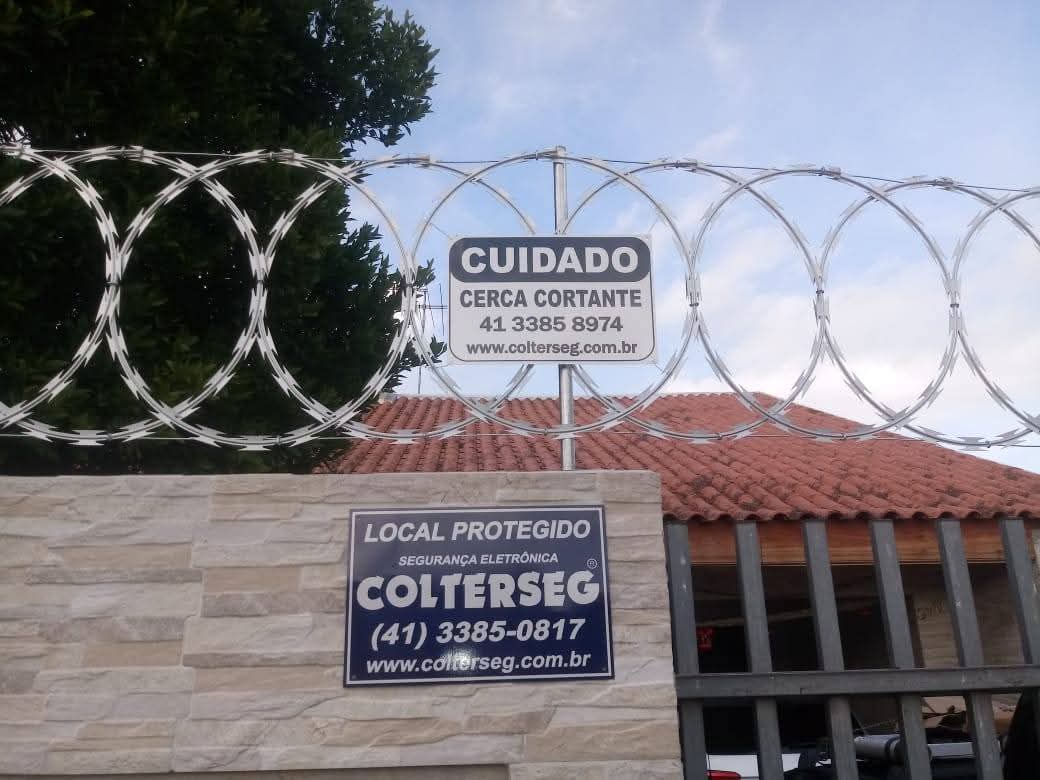 CUIDADO
CERCA CORTANTE
41 3385 8974
www.colterseg.com.br
LOCAL PROTEGIDO
SEGURANÇA ELETRÔNICA
COLTERSEG®
(41) 3385-0817
www.colterseg.com.br